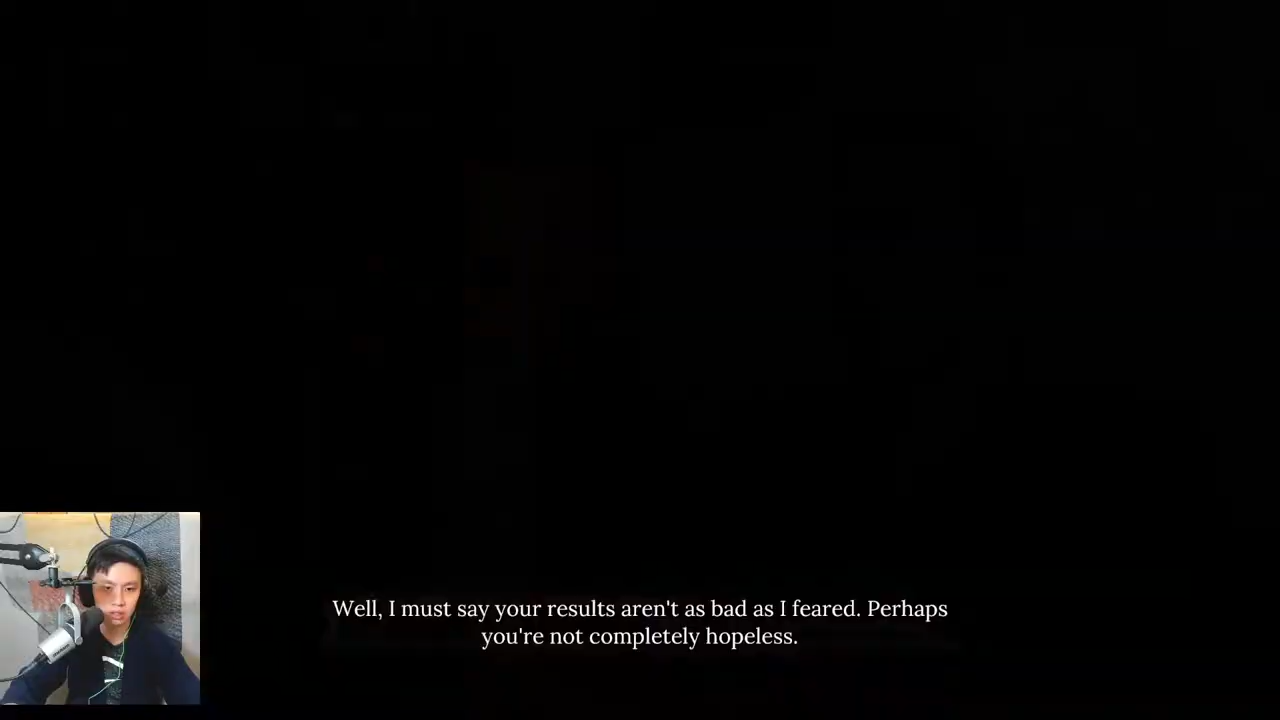 Well, I must say your results aren't as bad as I feared. Perhaps
you're not completely hopeless.